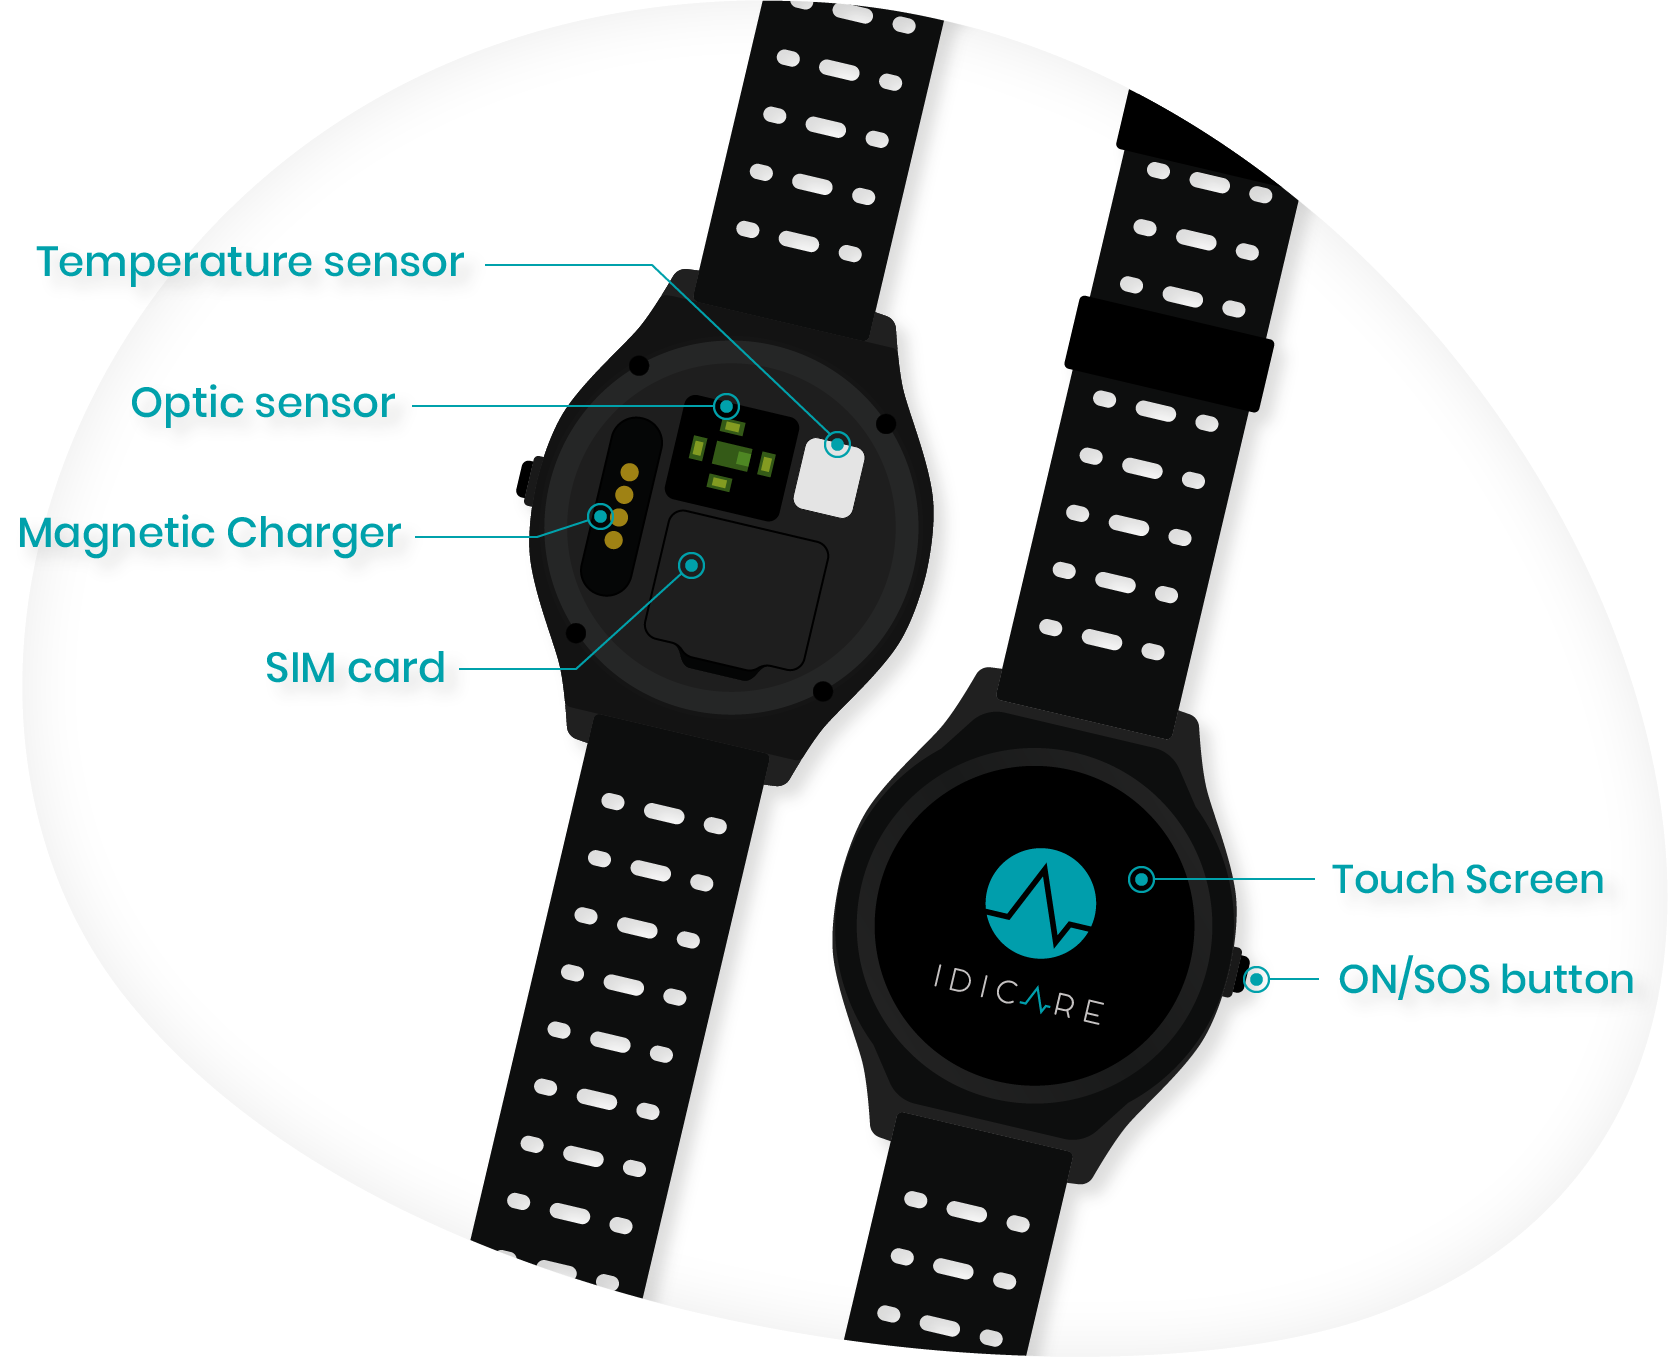 Temperature sensor
Optic sensor
Magnetic Charger
SIM card
IDICARE
Touch Screen
ON/SOS button